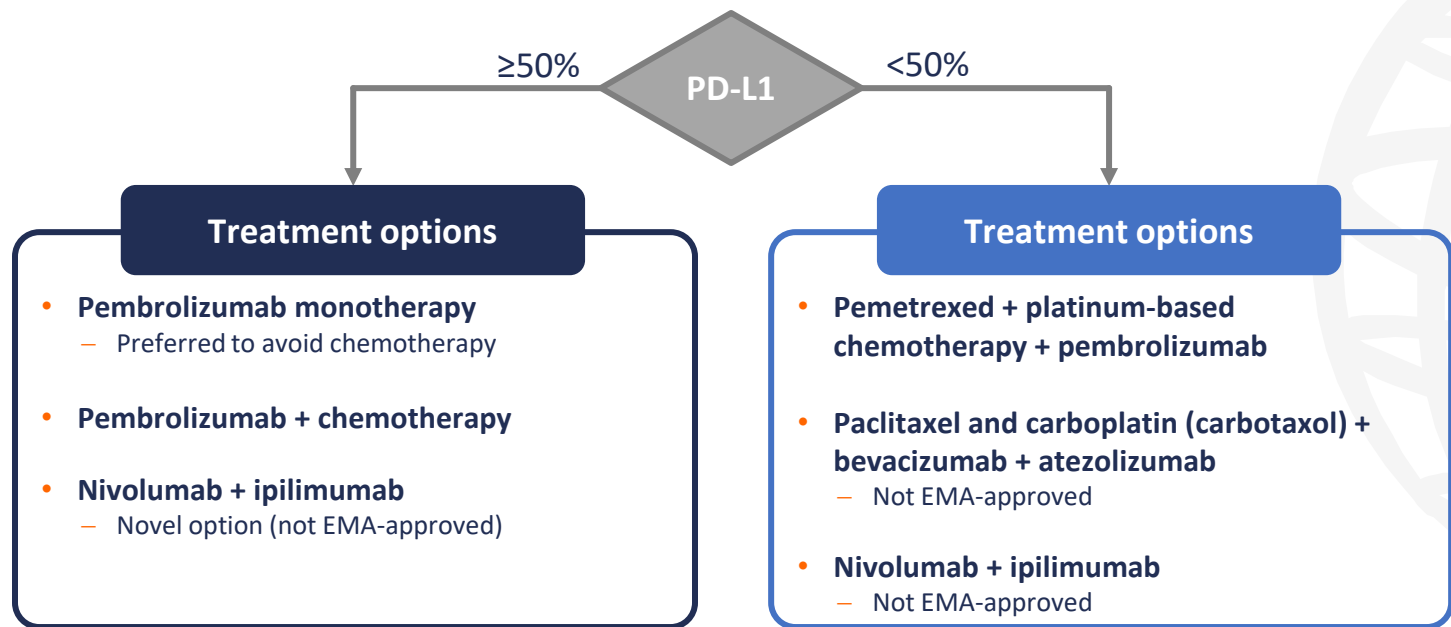 ≥50%
PD-L1
<50%
Treatment options
• Pembrolizumab monotherapy
– Preferred to avoid chemotherapy
• Pembrolizumab + chemotherapy
• Nivolumab + ipilimumab
– Novel option (not EMA-approved)
Treatment options
• Pemetrexed + platinum-based
chemotherapy + pembrolizumab
• Paclitaxel and carboplatin (carbotaxol) +
bevacizumab + atezolizumab
– Not EMA-approved
• Nivolumab + ipilimumab
– Not EMA-approved